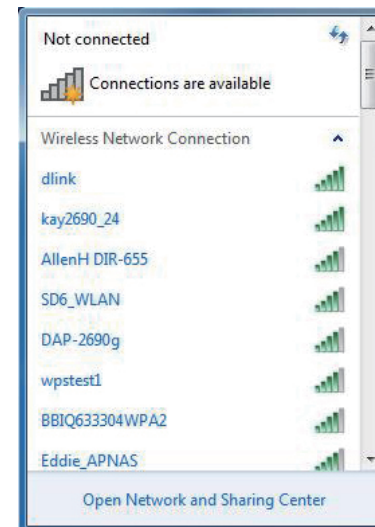 Not connected
Connections are available
Wireless Network Connection
dlink
kay2690_24
AllenH DIR-655
SD6_WLAN
DAP-2690g
wpstest1
BBIQ633304WPA2
Eddie_APNAS
Open Network and Sharing Center